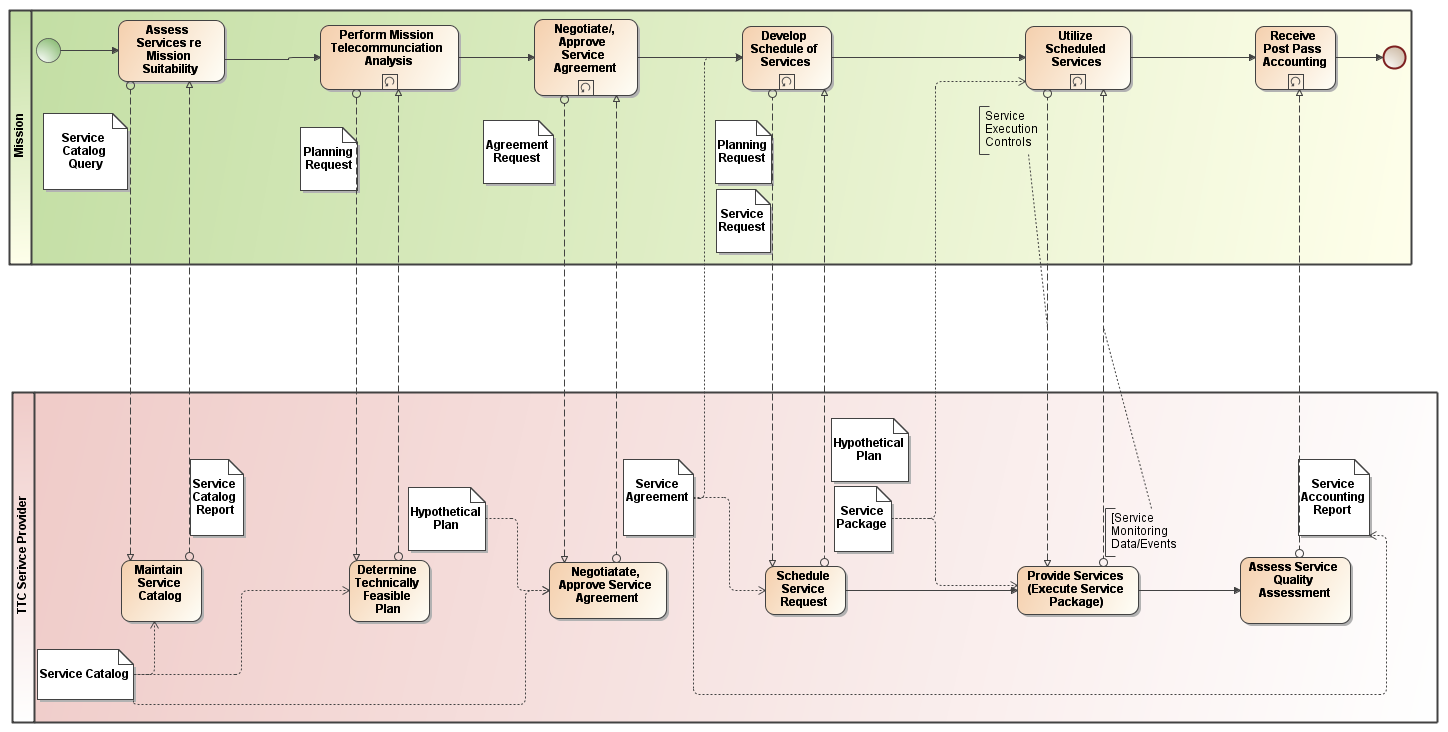 Mission
Assess
Services re
Mission
Suitability
Perform Mission
Telecommunciation
Analysis
Negotiate/,
Approve
Service
Agreement
Develop
Schedule of
Services
Utilize
Scheduled
Services
Receive
Post Pass
Accounting
Service
Catalog
Query
Planning
Request
Agreement
Request
Planning
Request
Service
Request
Service
Execution
Controls
TTC Serivce Provider
Service
Catalog
Report
Hypothetical
Plan
Service
Agreement
Hypothetical
Plan
Service
Package
[Service
Monitoring
Data/Events
Service
Accounting
Report
Maintain
Service
Catalog
Determine
Technically
Feasible
Plan
Negotiatate,
Approve Service
Agreement
Schedule
Service
Request
Provide Services
(Execute Service
Package)
Assess Service
Quality
Assessment
Service Catalog